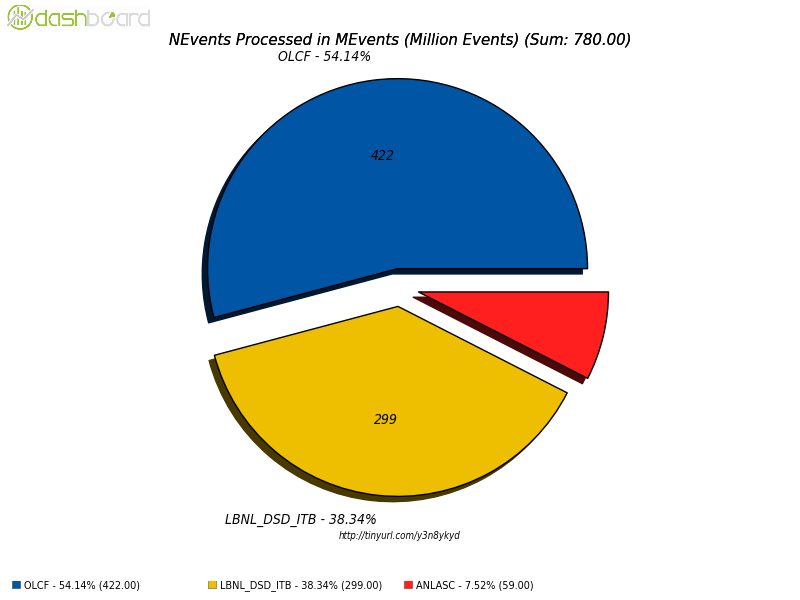 dashboard
NEvents Processed in MEvents (Million Events) (Sum: 780.00)
OLCF - 54.14%
422
299
LBNL_DSD_ITB - 38.34%
http://tinyurl.com/y3n8ykyd
OLCF - 54.14% (422.00)
LBNL_DSD_ITB - 38.34% (299.00)
ANLASC - 7.52% (59.00)